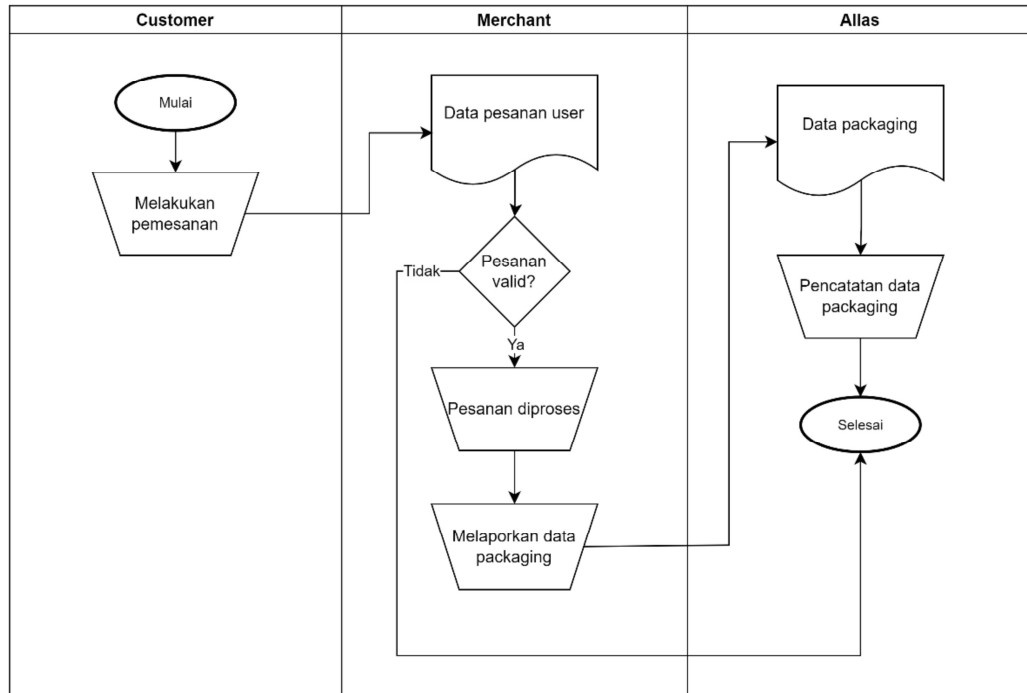 Customer
Merchant
Allas
Mulai
Melakukan
pemesanan
Data pesanan user
Pesanan
valid?
Tidak
Ya
Pesanan diproses
Melaporkan data
packaging
Data packaging
Pencatatan data
packaging
Selesai